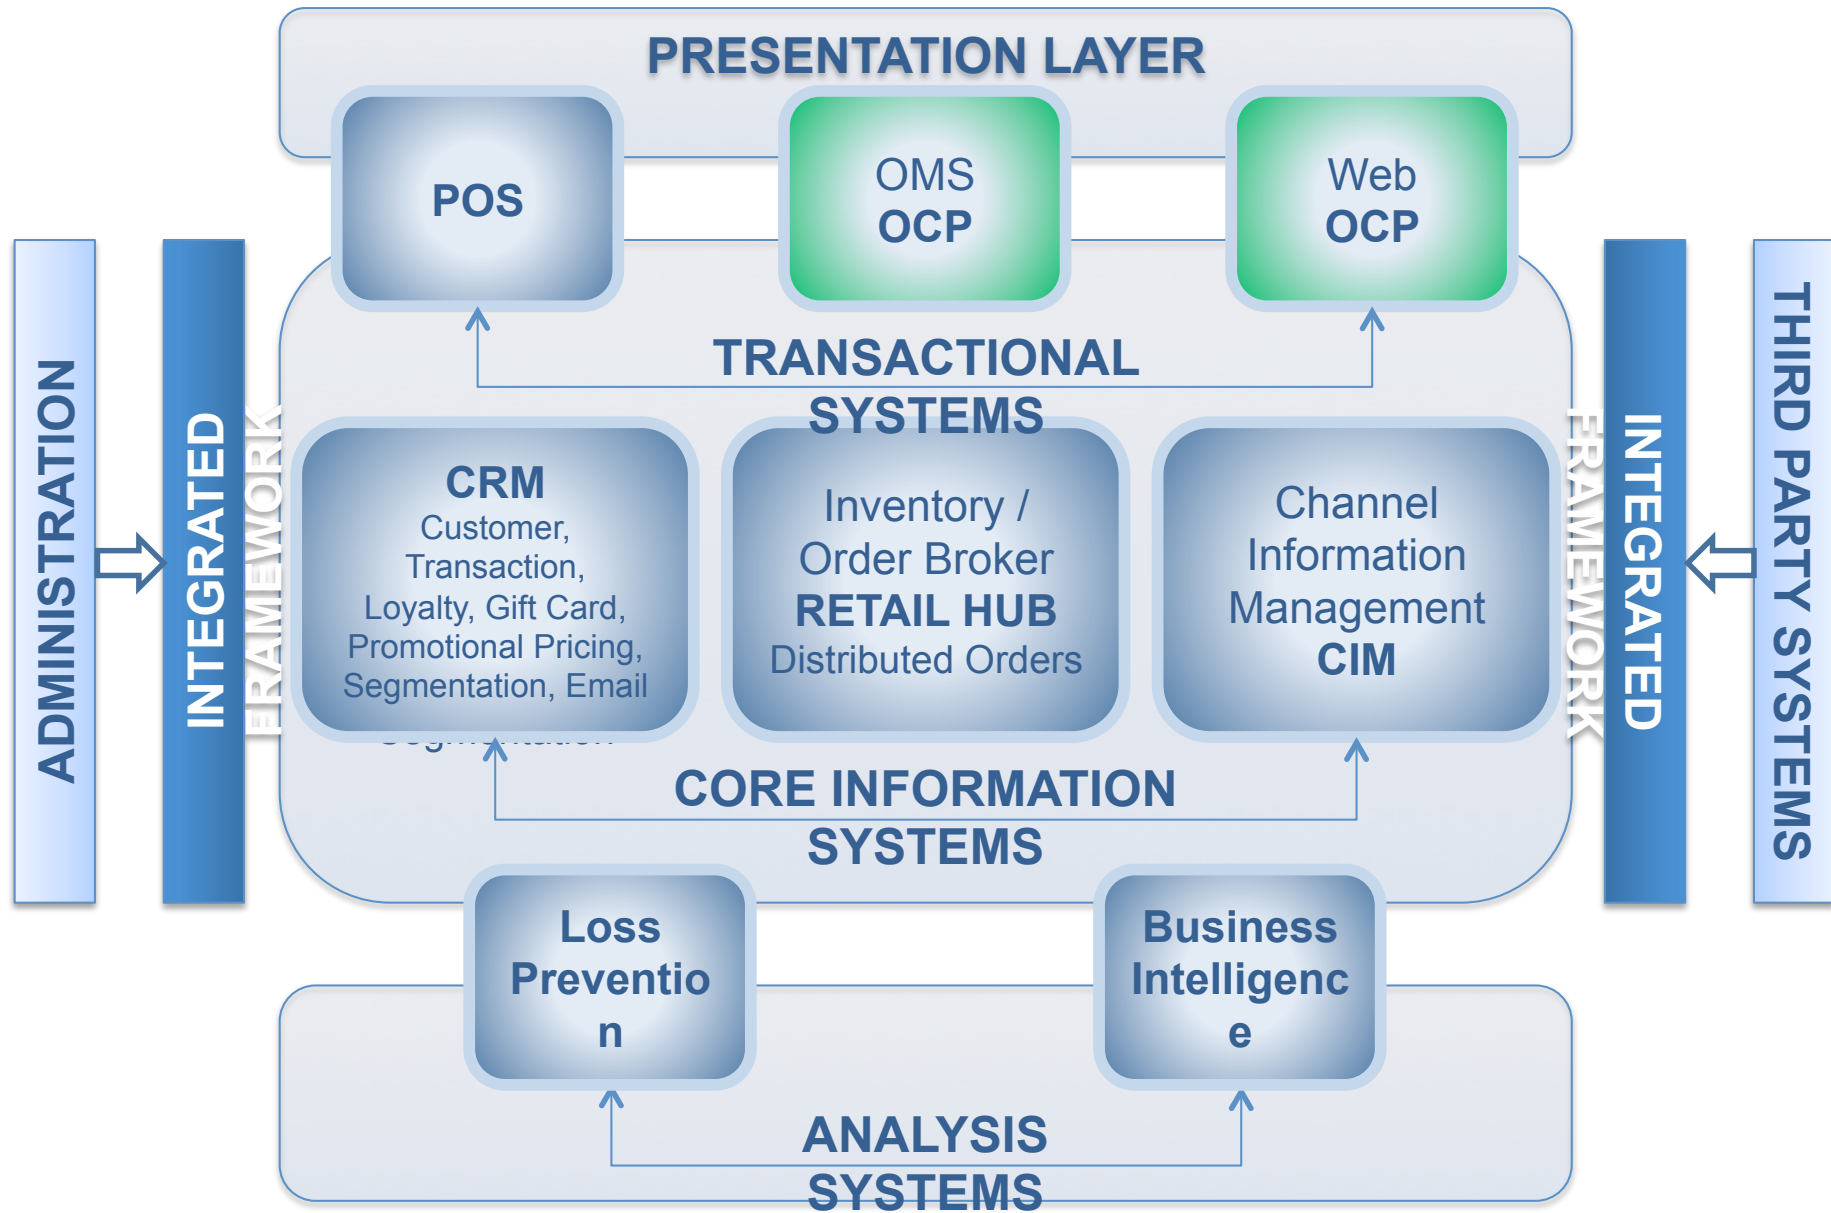 PRESENTATION LAYER
POS
OMS
OCP
Web
OCP
TRANSACTIONAL
SYSTEMS
ADMINISTRATION
INTEGRATED
FRAMEWORK
CRM
Customer,
Transaction,
Loyalty, Gift Card,
Promotional Pricing,
Segmentation, Email
Segmentation
Inventory /
Order Broker
RETAIL HUB
Distributed Orders
Channel
Information
Management
CIM
INTEGRATED
FRAMEWORK
THIRD PARTY SYSTEMS
CORE INFORMATION
SYSTEMS
Loss
Preventio
n
Business
Intelligenc
e
ANALYSIS
SYSTEMS